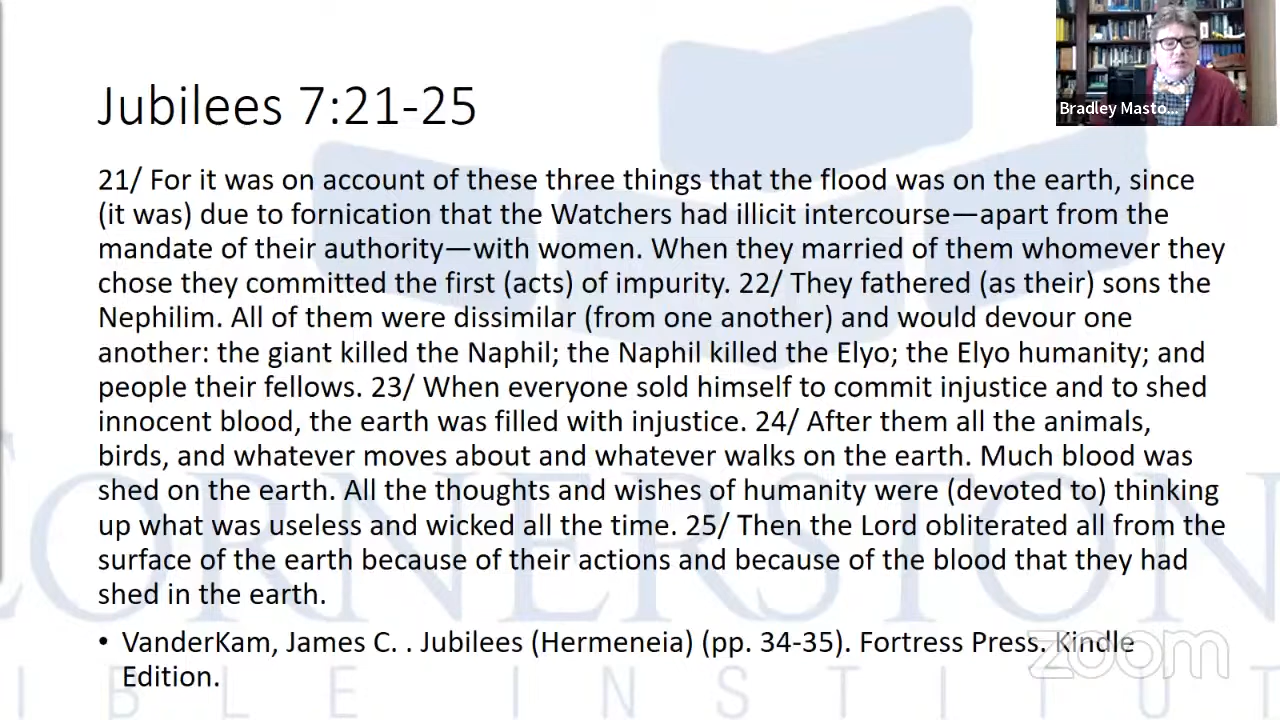 Bradley Masto...
Jubilees 7:21-25
21/ For it was on account of these three things that the flood was on the earth, since
(it was) due to fornication that the Watchers had illicit intercourse—apart from the
mandate of their authority—with women. When they married of them whomever they
chose they committed the first (acts) of impurity. 22/ They fathered (as their) sons the
Nephilim. All of them were dissimilar (from one another) and would devour one
another: the giant killed the Naphil; the Naphil killed the Elyo; the Elyo humanity; and
people their fellows. 23/ When everyone sold himself to commit injustice and to shed
innocent blood, the earth was filled with injustice. 24/ After them all the animals,
birds, and whatever moves about and whatever walks on the earth. Much blood was
shed on the earth. All the thoughts and wishes of humanity were (devoted to) thinking
up what was useless and wicked all the time. 25/ Then the Lord obliterated all from the
surface of the earth because of their actions and because of the blood that they had
shed in the earth.
• VanderKam, James C. . Jubilees (Hermeneia) (pp. 34-35). Fortress Press. Kindle
Edition.
zoom
CORNERSTON
IBLE INSTITUT